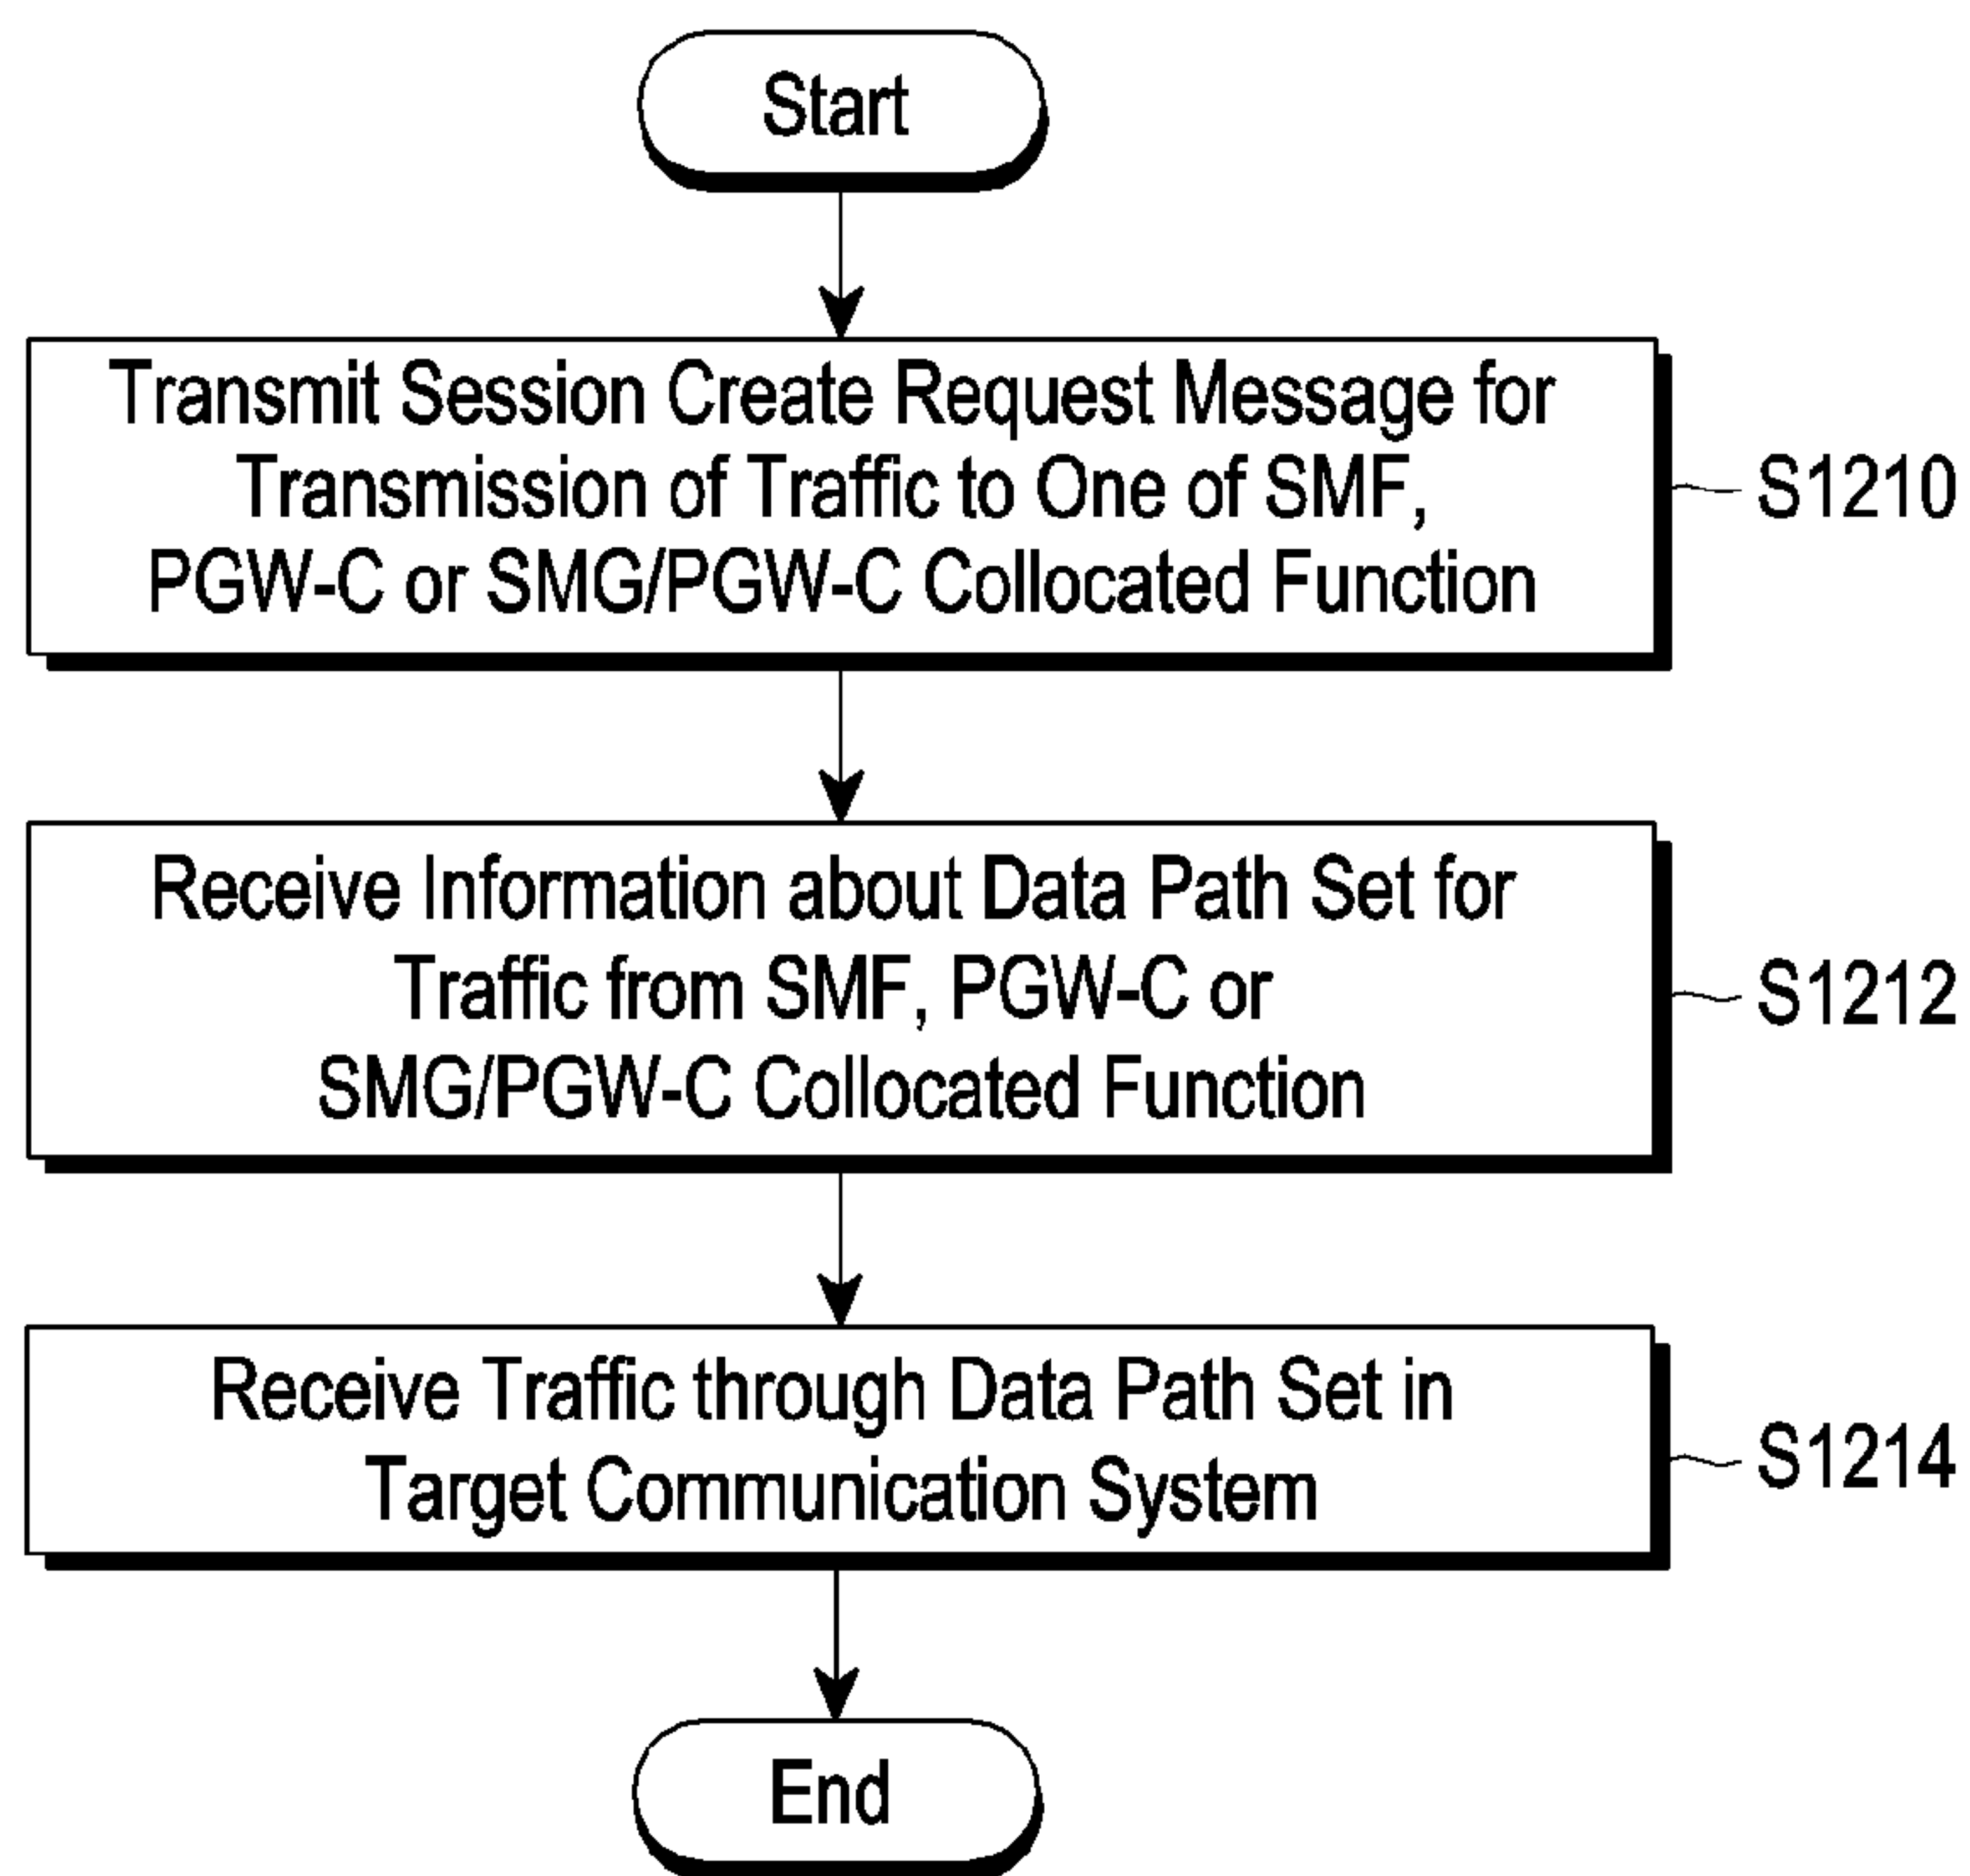 Start
Transmit Session Create Request Message for
Transmission of Traffic to One of SMF,
PGW-C or SMG/PGW-C Collocated Function
S1210
Receive Information about Data Path Set for
Traffic from SMF, PGW-C or
SMG/PGW-C Collocated Function
S1212
Receive Traffic through Data Path Set in
Target Communication System
S1214
End